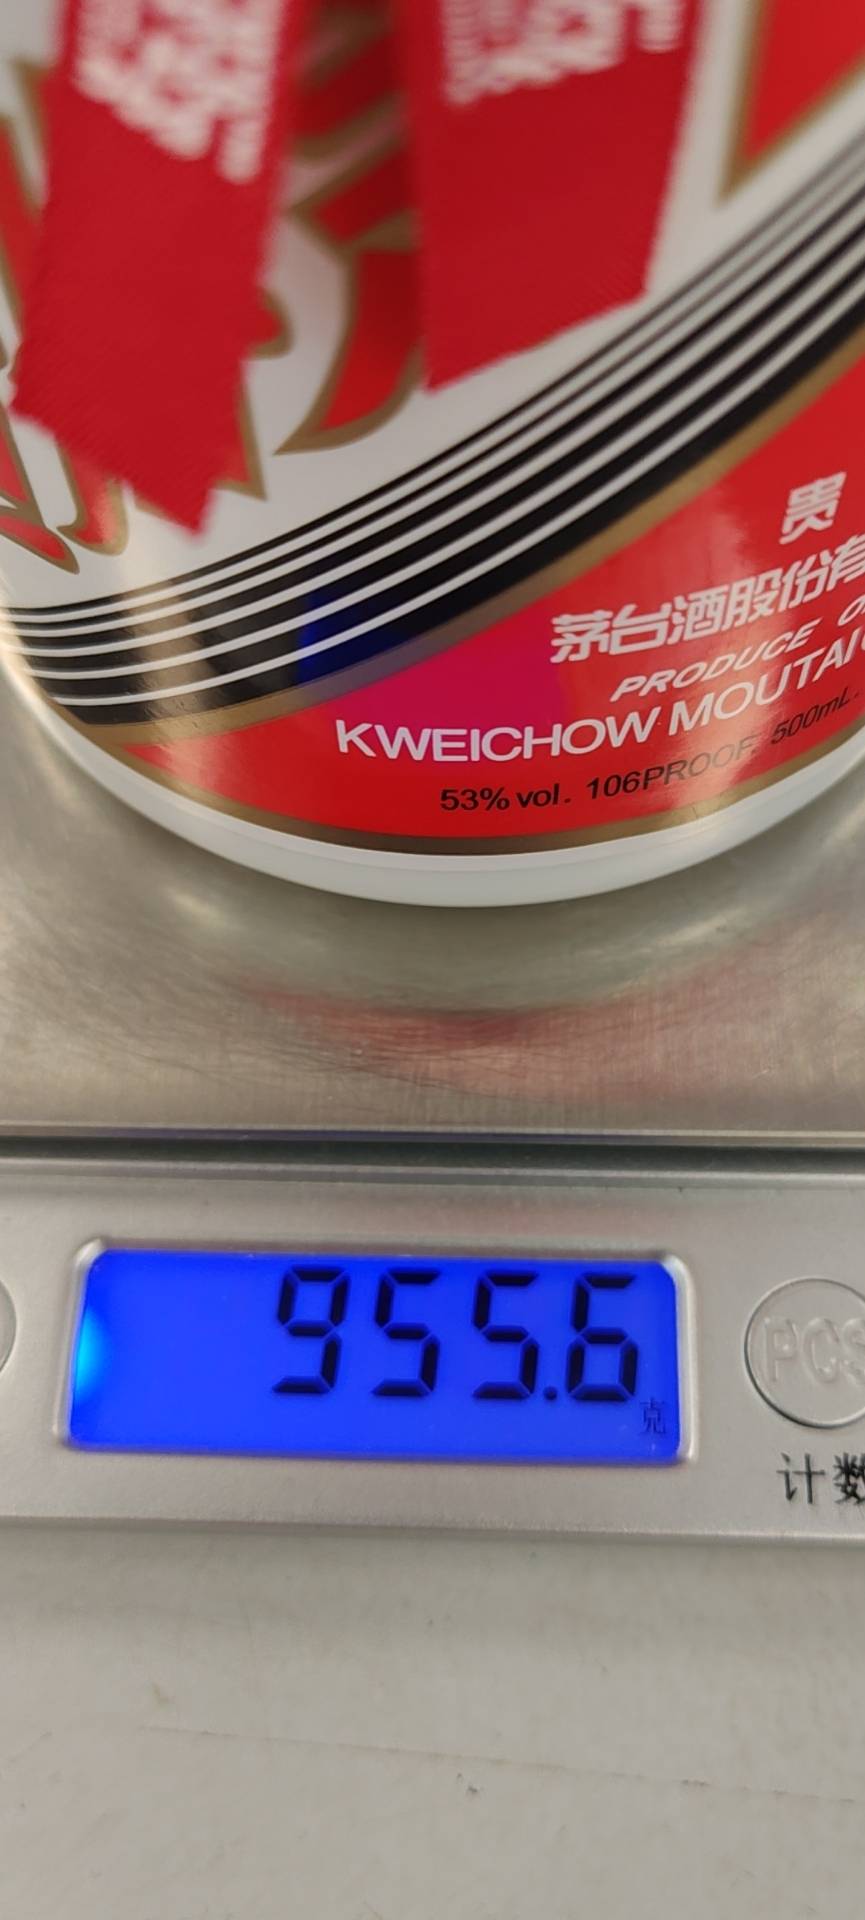 贵
茅台酒股份有
PRODUCE
KWEICHOW MOUTAI
53% vol. 106PROOF. 500mL.
955.6
克
PCS
计数